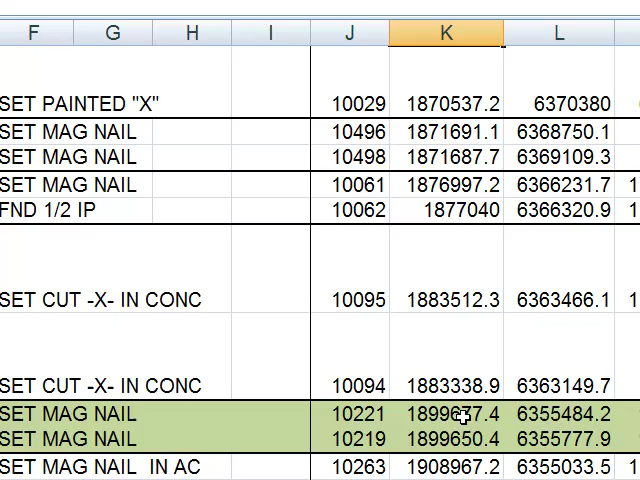 F G H I J K L
SET PAINTED "X" 10029 1870537.2 6370380
SET MAG NAIL 10496 1871691.1 6368750.1
SET MAG NAIL 10498 1871687.7 6369109.3
SET MAG NAIL 10061 1876997.2 6366231.7 1
FND 1/2 IP 10062 1877040 6366320.9 1
SET CUT -X- IN CONC 10095 1883512.3 6363466.1 1
SET CUT -X- IN CONC 10094 1883338.9 6363149.7
SET MAG NAIL 10221 6355484.2
SET MAG NAIL 10219 1899650.4 6355777.9
SET MAG NAIL IN AC 10263 1908967.2 6355033.5 1